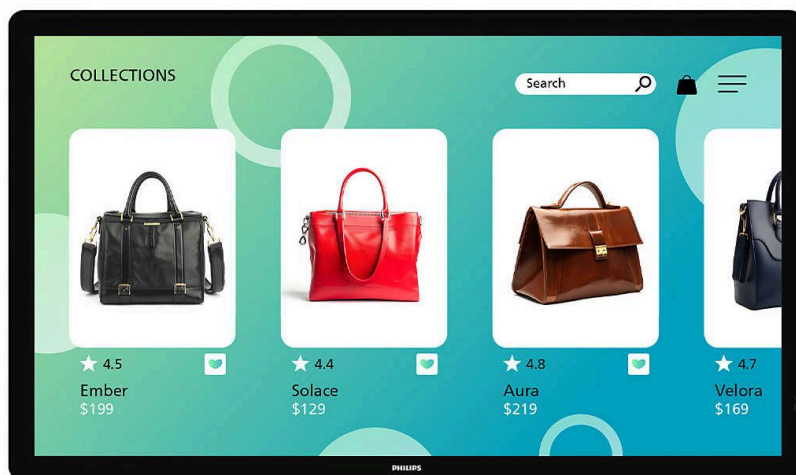 COLLECTIONS
Search
4.5
Ember
$199
4.4
Solace
$129
4.8
Aura
$219
4.7
Velora
$169
PHILIPS